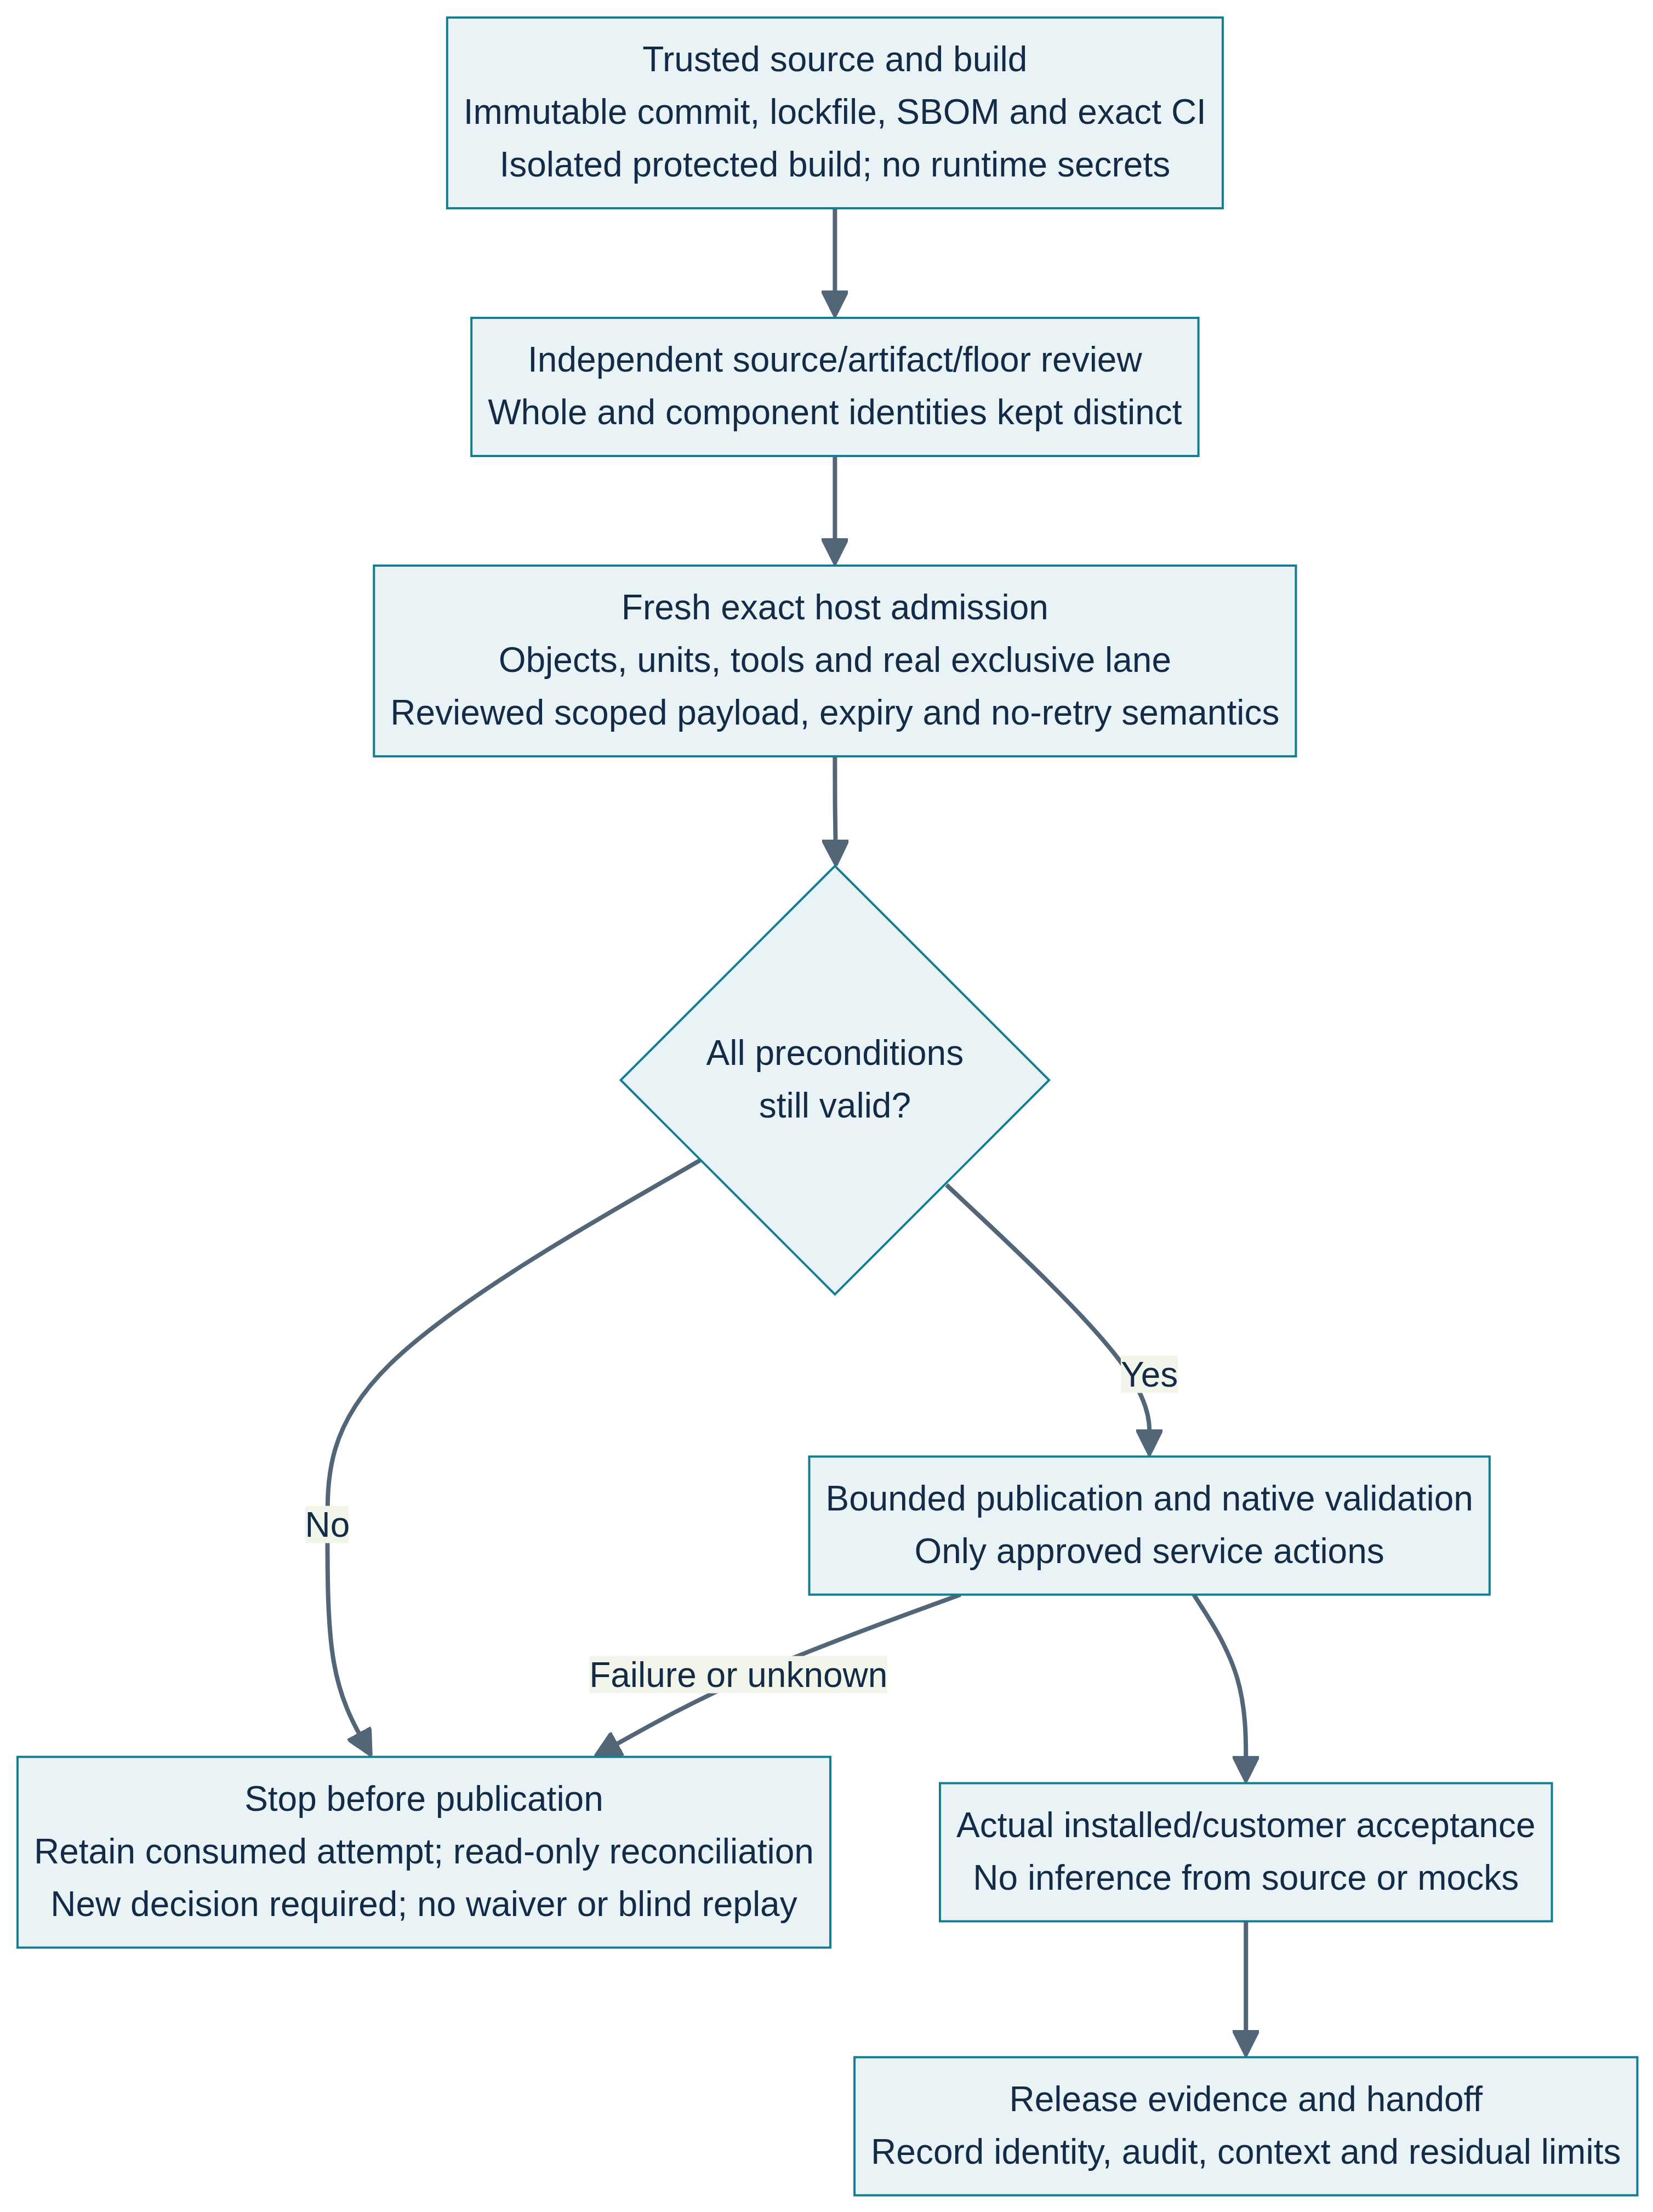 Trusted source and build
Immutable commit, lockfile, SBOM and exact CI
Isolated protected build; no runtime secrets
Independent source/artifact/floor review
Whole and component identities kept distinct
Fresh exact host admission
Objects, units, tools and real exclusive lane
Reviewed scoped payload, expiry and no-retry semantics
All preconditions
still valid?
Yes
No
Bounded publication and native validation
Only approved service actions
Failure or unknown
Stop before publication
Retain consumed attempt; read-only reconciliation
New decision required; no waiver or blind replay
Actual installed/customer acceptance
No inference from source or mocks
Release evidence and handoff
Record identity, audit, context and residual limits